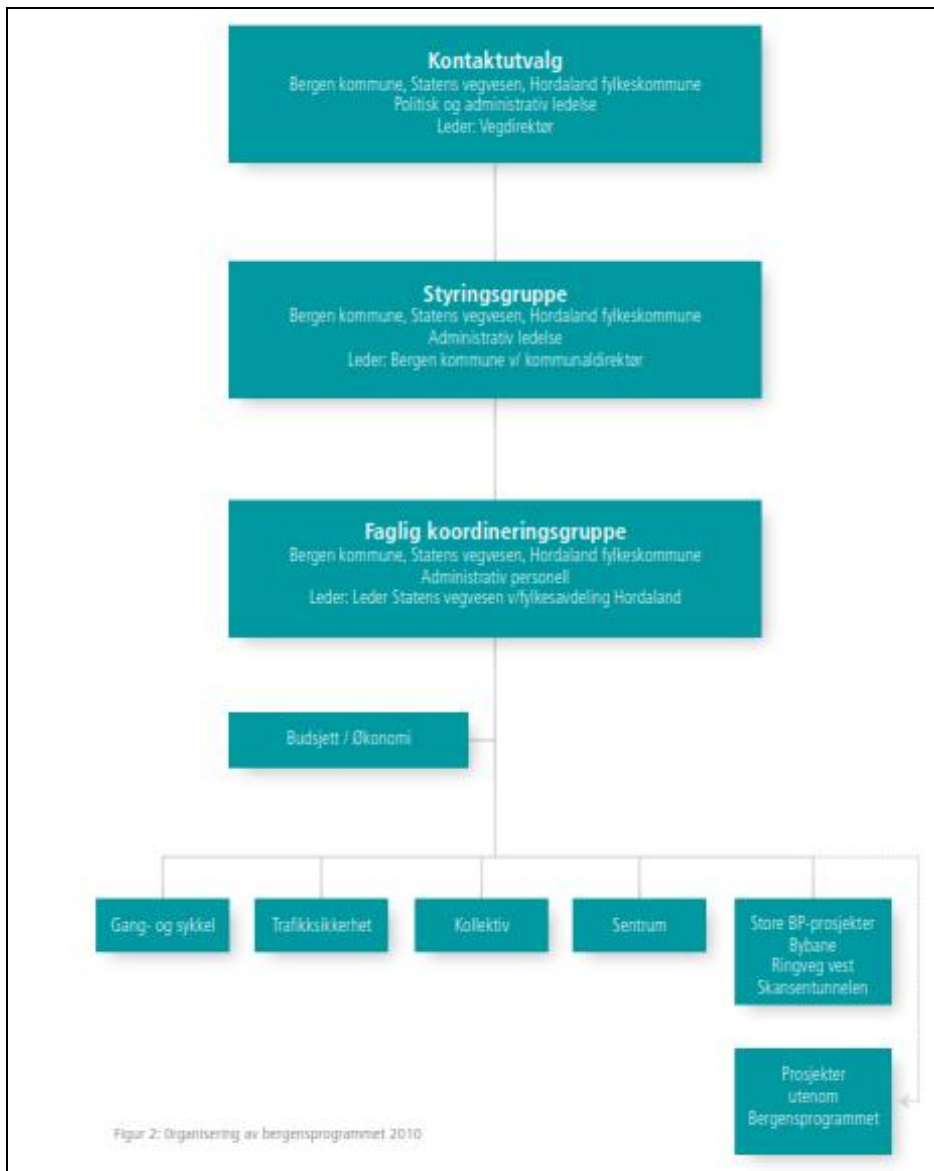 Kontaktutvalg
Bergen kommune, Statens vegvesen, Hordaland fylkeskommune
Politisk og administrativ ledelse
Leder: Vegdirektør
Styringsgruppe
Bergen kommune, Statens vegvesen, Hordaland fylkeskommune
Administrativ ledelse
Leder: Bergen kommune v/ kommunaldirektør
Faglig koordineringsgruppe
Bergen kommune, Statens vegvesen, Hordaland fylkeskommune
Administrativ personell
Leder: Leder Statens vegvesen v/fylkesavdeling Hordaland
Budsjett / Økonomi
Gang- og sykkel
Trafikksikkerhet
Kollektiv
Sentrum
Store BP-prosjekter
Bybane
Ringveg vest
Skansentunnelen
Prosjekter
utenom
Bergensprogrammet
Figur 2: Organisering av bergensprogrammet 2010